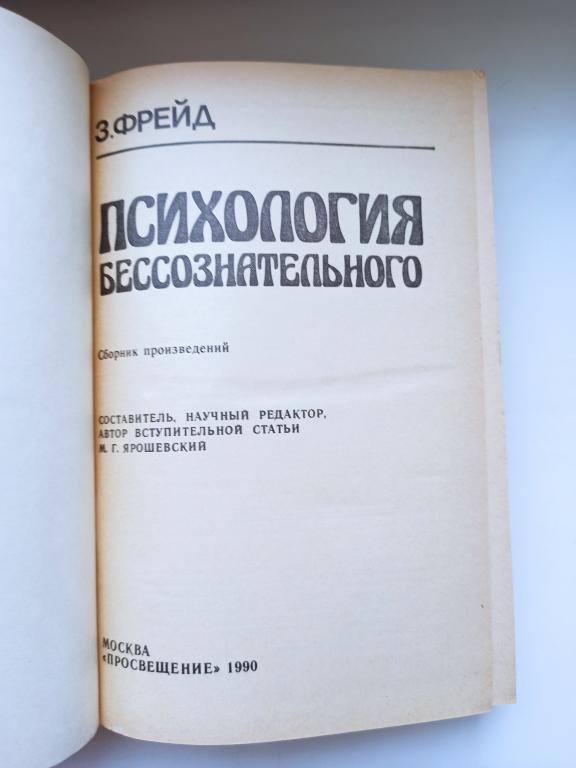 З.ФРЕЙД
ПСИХОЛОГИЯ
БЕССОЗНАТЕЛЬНОГО
Сборник произведений
СОСТАВИТЕЛЬ, НАУЧНЫЙ РЕДАКТОР,
АВТОР ВСТУПИТЕЛЬНОЙ СТАТЬИ
М. Г. ЯРОШЕВСКИЙ
МОСКВА
«ПРОСВЕЩЕНИЕ» 1990